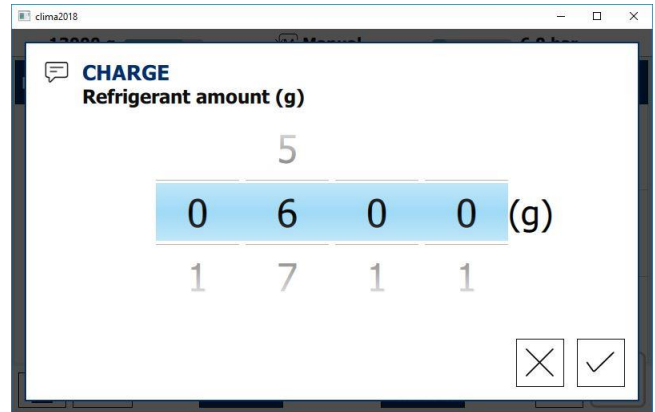 clima2018
CHARGE
Refrigerant amount (g)
5
0 6 0 0 (g)
1 7 1 1